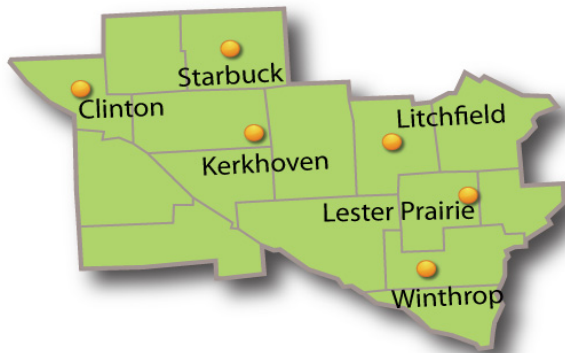 Starbuck
Clinton
Litchfield
Kerkhoven
Lester Prairie
Winthrop